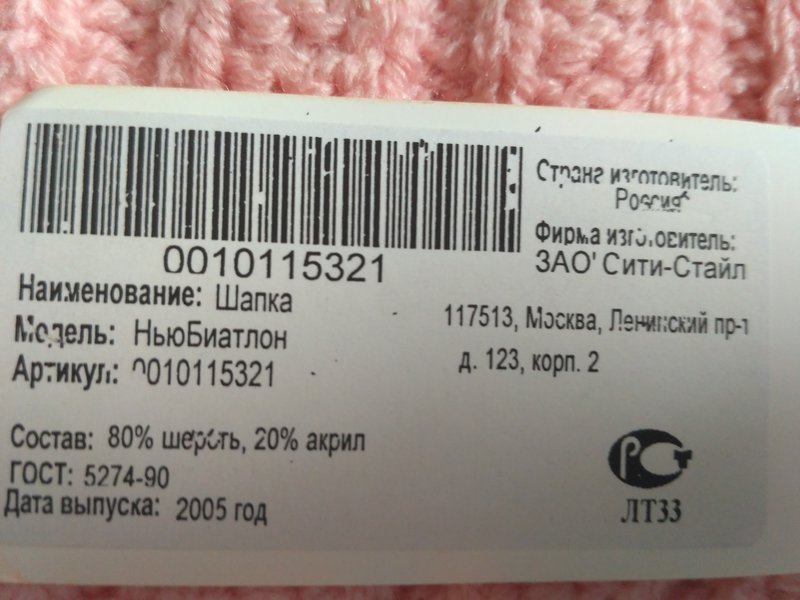 Страна изготовитель:
Россия
Фирма изготовитель:
ЗАО' Сити-Стайл
0010115321
Наименование: Шапка
Модель: НьюБиатлон
Артикул: 0010115321
117513, Москва, Ленинский пр-т
д. 123, корп. 2
Состав: 80% шерсть, 20% акрил
ГОСТ: 5274-90
Дата выпуска: 2005 год
РСТ
ЛТ33